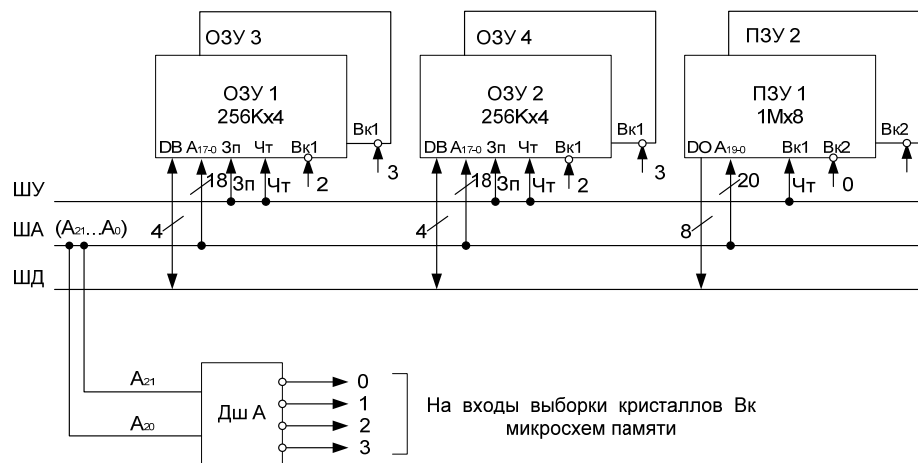 ОЗУ 3
ОЗУ 4
ПЗУ 2
ОЗУ 1
256Кх4
ОЗУ 2
256Кх4
ПЗУ 1
1Мх8
DB A17-0 Зп Чт Вк1
Вк1
DB A17-0 Зп Чт Вк1
Вк1
DO A19-0 Вк1 Вк2
Вк2
18 Зп Чт 2 3
18 Зп Чт 2 3
20 Чт 0
ШУ
ША (A21...A0)
4
4
8
ШД
A21
A20
Дш А
0
1
2
3
На входы выборки кристаллов Вк
микросхем памяти